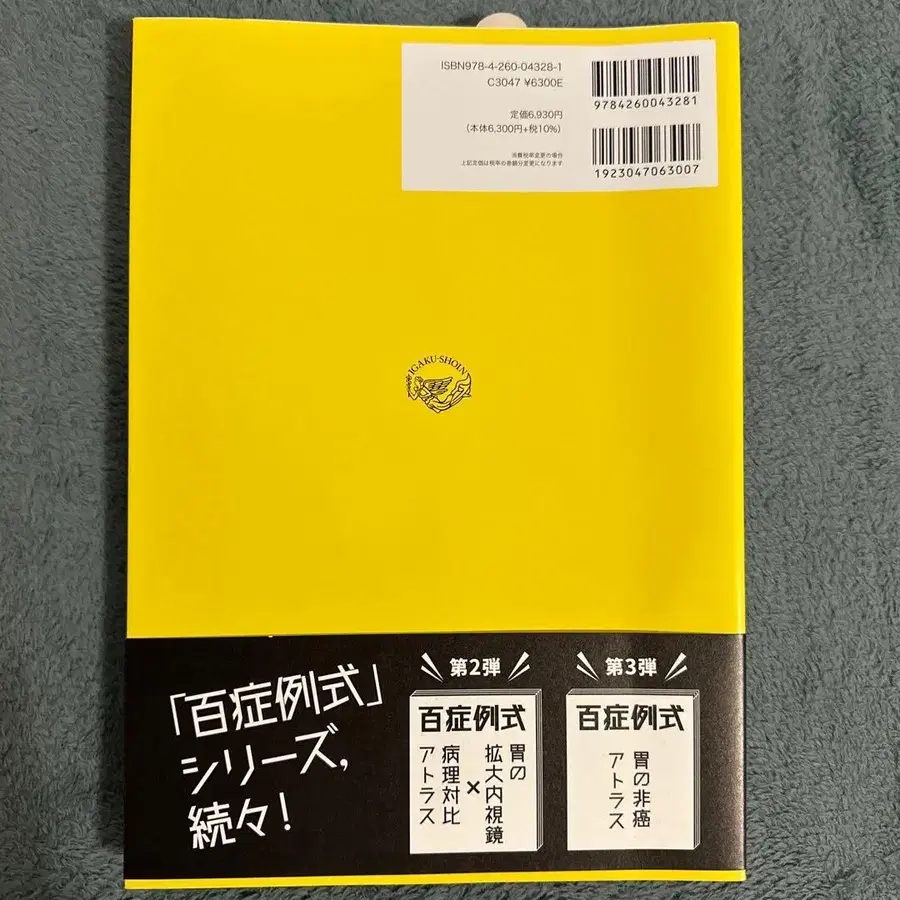 ISBN978-4-260-04328-1
C3047 ¥6300E
定価6,930円
(本体6,300円+税10%)
消費税率変更の場合
上記定価は税率の差額分変更になります
9784260043281
1923047063007
IGAKU-SHOIN
「百症例式」
シリーズ,
続々!
第2弾
百症例式
胃の
拡大内視鏡
×
病理対比
アトラス
第3弾
百症例式
胃の非癌
アトラス